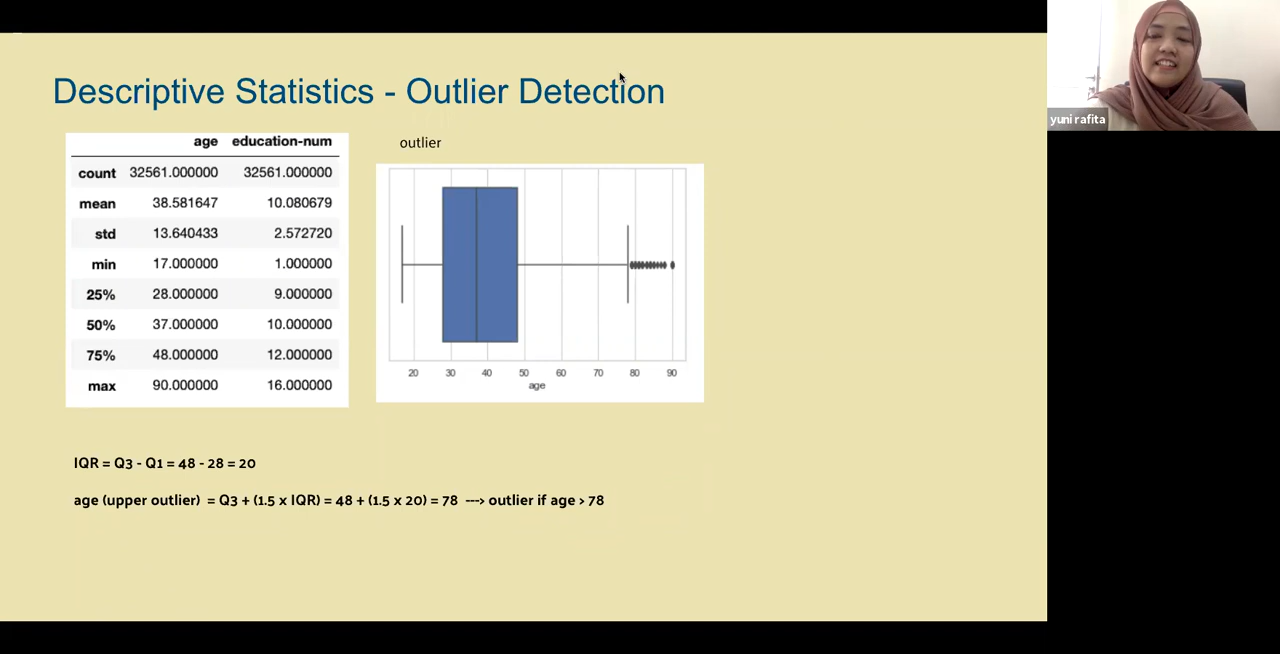 Descriptive Statistics - Outlier Detection
age education-num
count 32561.000000 32561.000000
mean 38.581647 10.080679
std 13.640433 2.572720
min 17.000000 1.000000
25% 28.000000 9.000000
50% 37.000000 10.000000
75% 48.000000 12.000000
max 90.000000 16.000000
outlier
20 30 40 50 60 70 80 90
age
IQR = Q3 - Q1 = 48 - 28 = 20
age (upper outlier) = Q3 + (1.5 x IQR) = 48 + (1.5 x 20) = 78 ---> outlier if age > 78
yuni rafita